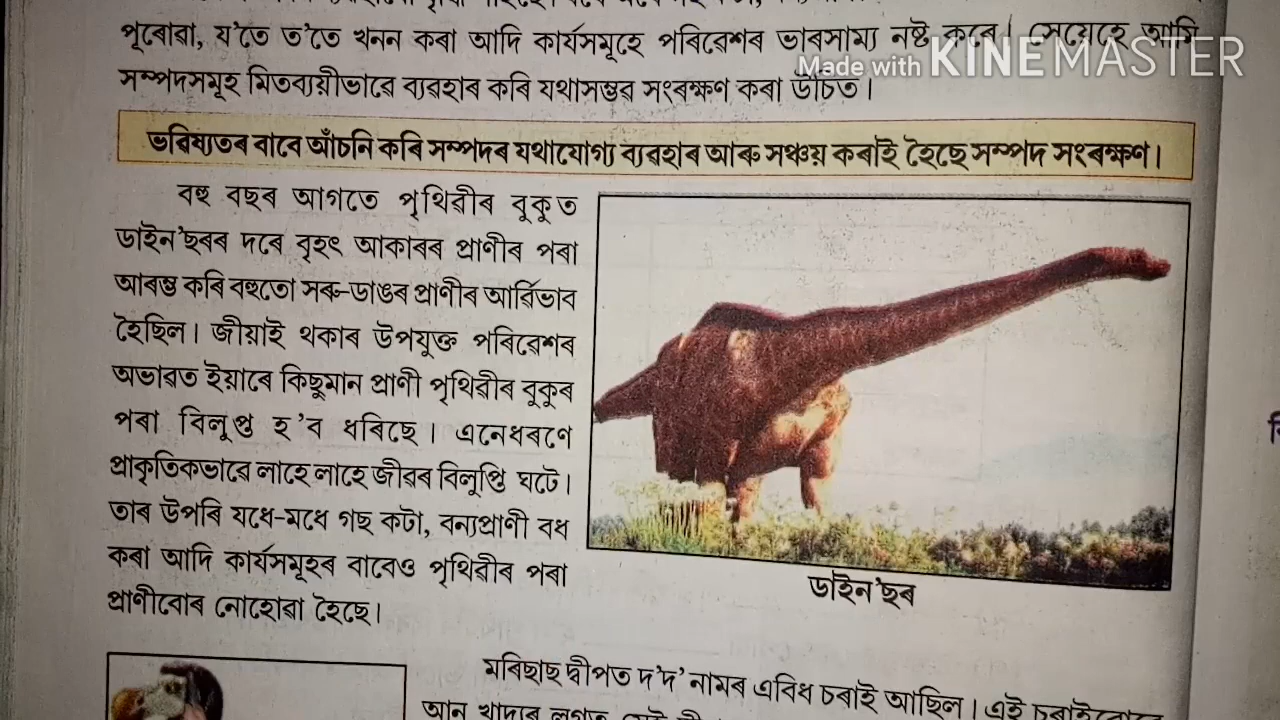 পূৰোৱা, য'তে ত'তে খনন কৰা আদি কাৰ্যসমূহে পৰিৱেশৰ ভাৰসাম্য নষ্ট কৰে। সেয়েহে আমি
Made with KINEMASTER
সম্পদসমূহ মিতব্যয়ীভাৱে ব্যৱহাৰ কৰি যথাসম্ভৱ সংৰক্ষণ কৰা উচিত।
ভৱিষ্যতৰ বাবে আঁচনি কৰি সম্পদৰ যথাযোগ্য ব্যৱহাৰ আৰু সঞ্চয় কৰাই হৈছে সম্পদ সংৰক্ষণ।
বহু বছৰ আগতে পৃথিৱীৰ বুকুত
ডাইন'ছৰৰ দৰে বৃহৎ আকাৰৰ প্ৰাণীৰ পৰা
আৰম্ভ কৰি বহুতো সৰু-ডাঙৰ প্ৰাণীৰ আৰ্বিভাব
হৈছিল। জীয়াই থকাৰ উপযুক্ত পৰিৱেশৰ
অভাৱত ইয়াৰে কিছুমান প্ৰাণী পৃথিৱীৰ বুকুৰ
পৰা বিলুপ্ত হ'ব ধৰিছে। এনেধৰণে
প্ৰাকৃতিকভাৱে লাহে লাহে জীৱৰ বিলুপ্তি ঘটে।
তাৰ উপৰি যধে-মধে গছ কটা, বন্যপ্ৰাণী বধ
কৰা আদি কাৰ্যসমূহৰ বাবেও পৃথিৱীৰ পৰা
প্ৰাণীবোৰ নোহোৱা হৈছে।
ডাইন'ছৰ
মৰিছাছ দ্বীপত দ'দ' নামৰ এবিধ চৰাই আছিল। এই
আন খাদ্যৰ লগত